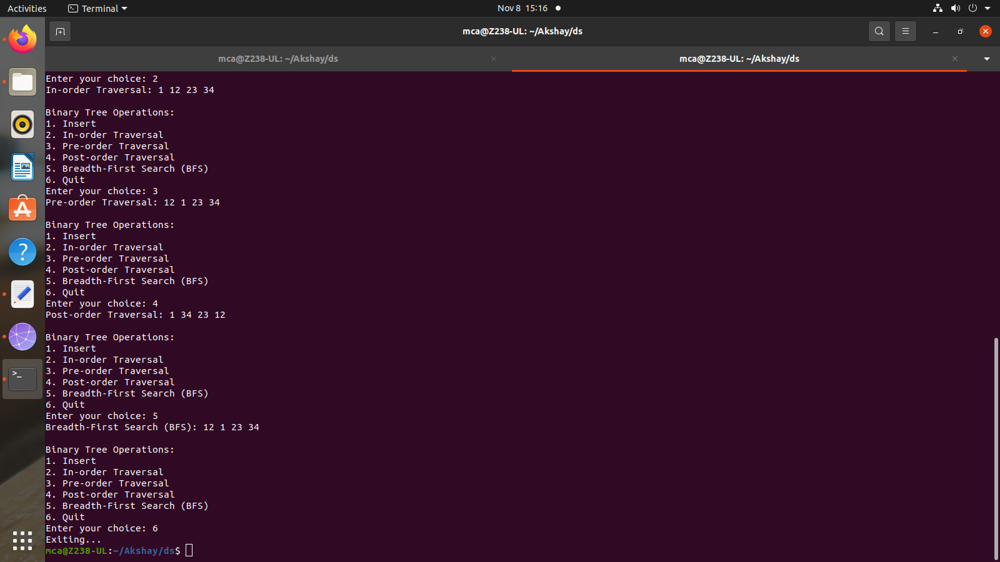 Activities
Terminal
Nov 8 15:16
mca@Z238-UL: ~/Akshay/ds
mca@Z238-UL: ~/Akshay/ds
mca@Z238-UL: ~/Akshay/ds
Enter your choice: 2
In-order Traversal: 1 12 23 34
Binary Tree Operations:
1. Insert
2. In-order Traversal
3. Pre-order Traversal
4. Post-order Traversal
5. Breadth-First Search (BFS)
6. Quit
Enter your choice: 3
Pre-order Traversal: 12 1 23 34
Binary Tree Operations:
1. Insert
2. In-order Traversal
3. Pre-order Traversal
4. Post-order Traversal
5. Breadth-First Search (BFS)
6. Quit
Enter your choice: 4
Post-order Traversal: 1 34 23 12
Binary Tree Operations:
1. Insert
2. In-order Traversal
3. Pre-order Traversal
4. Post-order Traversal
5. Breadth-First Search (BFS)
6. Quit
Enter your choice: 5
Breadth-First Search (BFS): 12 1 23 34
Binary Tree Operations:
1. Insert
2. In-order Traversal
3. Pre-order Traversal
4. Post-order Traversal
5. Breadth-First Search (BFS)
6. Quit
Enter your choice: 6
Exiting...
mca@Z238-UL:~/Akshay/ds$